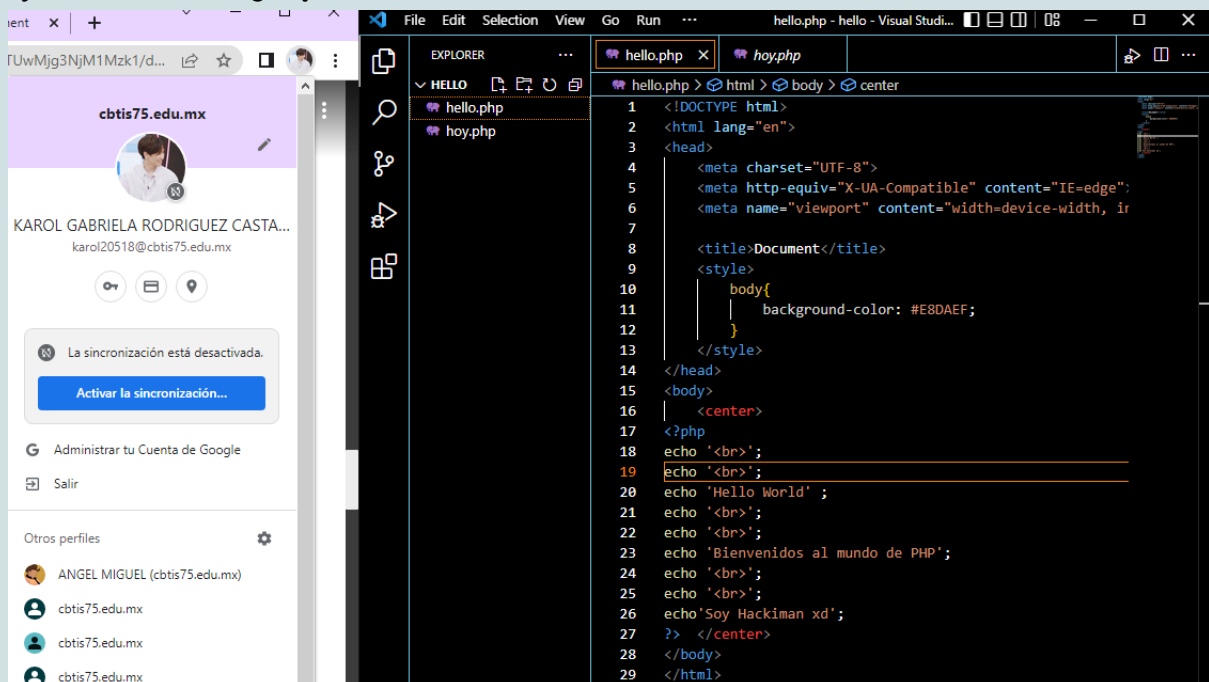 ient × +
TUwMjg3NjM1Mzk1/d...
cbtis75.edu.mx
KAROL GABRIELA RODRIGUEZ CASTA...
karol20518@cbtis75.edu.mx
La sincronización está desactivada.
Activar la sincronización...
G Administrar tu Cuenta de Google
Salir
Otros perfiles
ANGEL MIGUEL (cbtis75.edu.mx)
cbtis75.edu.mx
cbtis75.edu.mx
cbtis75.edu.mx
File Edit Selection View Go Run ··· hello.php - hello - Visual Studi...
EXPLORER ···
HELLO
hello.php
hoy.php
hello.php × hoy.php ···
hello.php > html > body > center
1 <!DOCTYPE html>
2 <html lang="en">
3 <head>
4 <meta charset="UTF-8">
5 <meta http-equiv="X-UA-Compatible" content="IE=edge">
6 <meta name="viewport" content="width=device-width, in
7
8 <title>Document</title>
9 <style>
10 body{
11 background-color: #E8DAEF;
12 }
13 </style>
14 </head>
15 <body>
16 <center>
17 <?php
18 echo '<br>';
19 echo '<br>';
20 echo 'Hello World' ;
21 echo '<br>';
22 echo '<br>';
23 echo 'Bienvenidos al mundo de PHP';
24 echo '<br>';
25 echo '<br>';
26 echo'Soy Hackiman xd';
27 ?> </center>
28 </body>
29 </html>